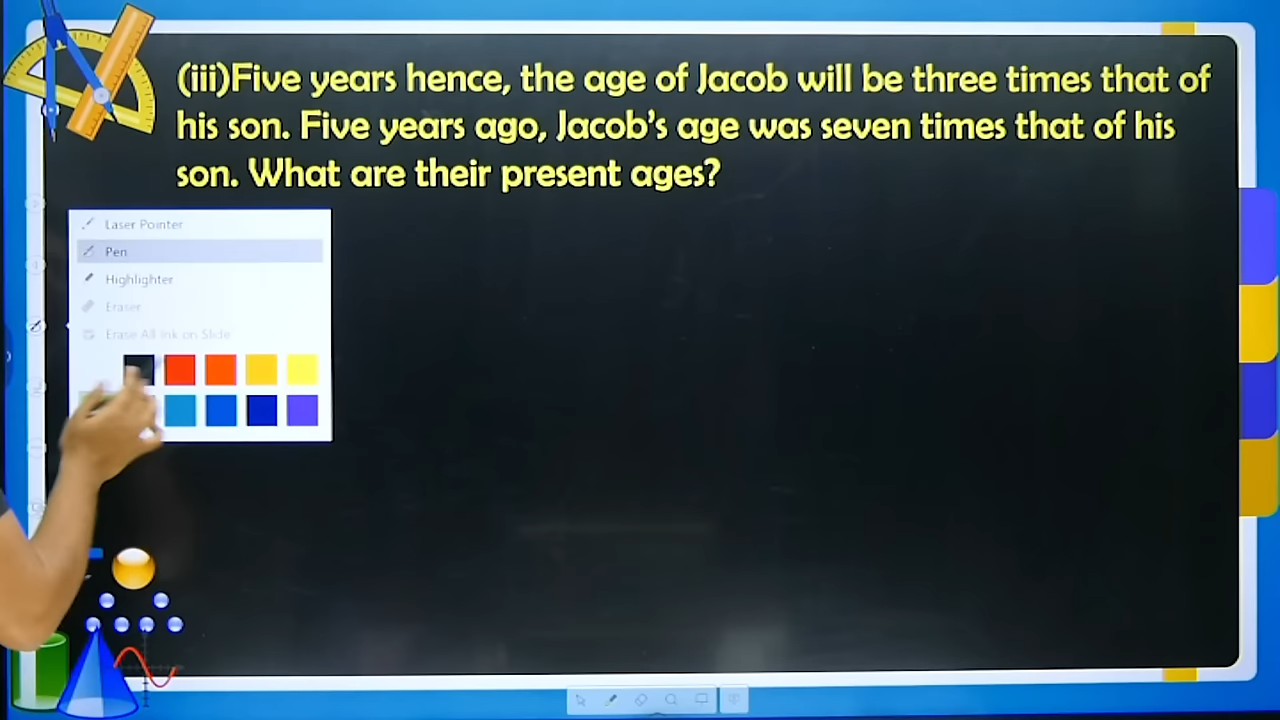 (iii)Five years hence, the age of Jacob will be three times that of
his son. Five years ago, Jacob's age was seven times that of his
son. What are their present ages?
Laser Pointer
Pen
Highlighter
Eraser
Erase All Ink on Slide